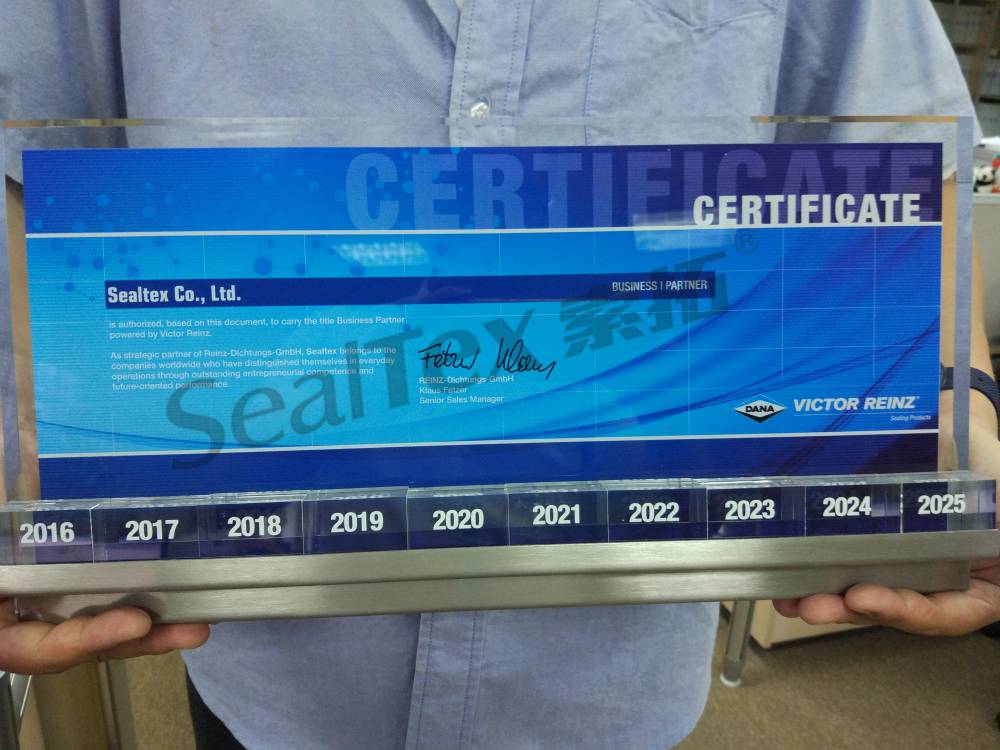 CERTIFICATE
CERTIFICATE
Sealtex Co., Ltd.
BUSINESS | PARTNER
is authorized, based on this document, to carry the title Business Partner
powered by Victor Reinz.
As strategic partner of Reinz-Dichtungs-GmbH, Sealtex belongs to the
companies worldwide who have distinguished themselves in everyday
operations through outstanding entrepreneurial competence and
future-oriented performance.
REINZ-Dichtungs-GmbH
Klaus Fetzer
Senior Sales Manager
SealTex 索拓®
DANA VICTOR REINZ
Sealing Products
2016 2017 2018 2019 2020 2021 2022 2023 2024 2025